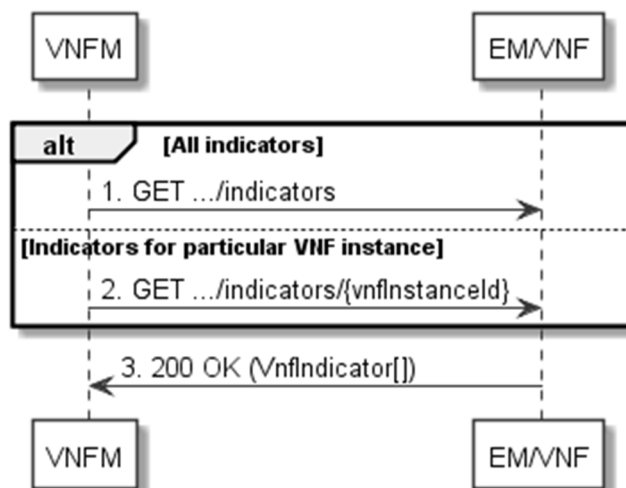 VNFM EM/VNF
alt [All indicators]
1. GET .../indicators
[Indicators for particular VNF instance]
2. GET .../indicators/{vnfInstanceId}
3. 200 OK (VnfIndicator[])
VNFM EM/VNF